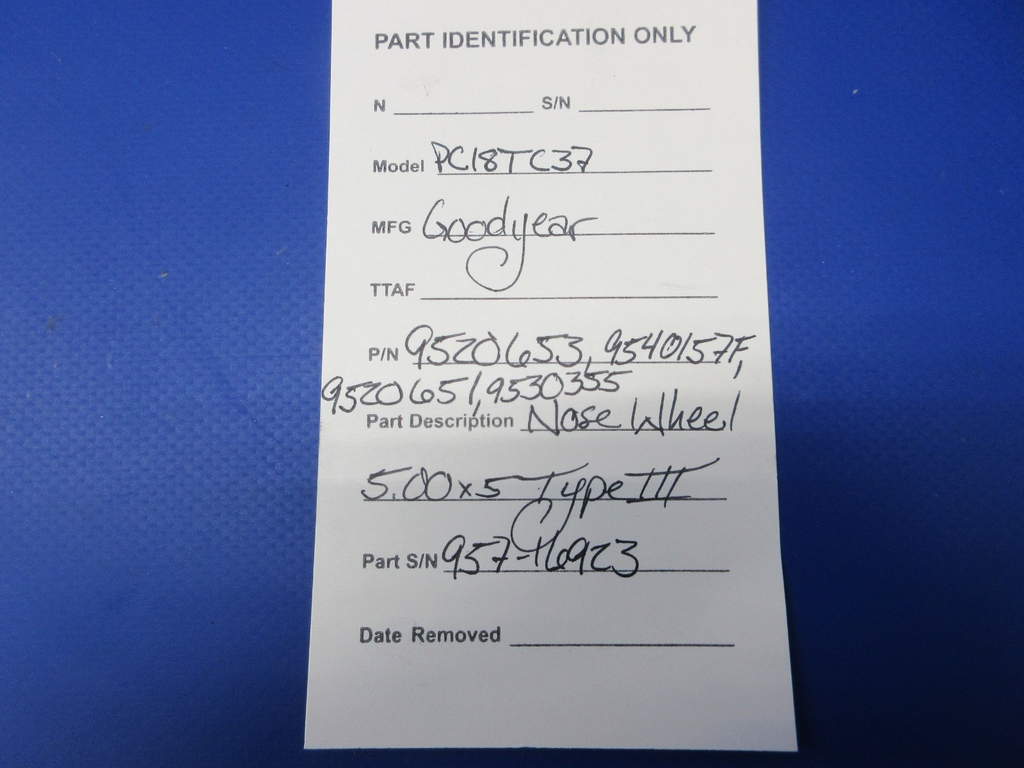 PART IDENTIFICATION ONLY
N S/N
Model PC18TC37
MFG Goodyear
TTAF
P/N 9520653, 9540157F,
9520651, 9530355
Part Description Nose Wheel
5.00x5 Type III
Part S/N 957-16923
Date Removed